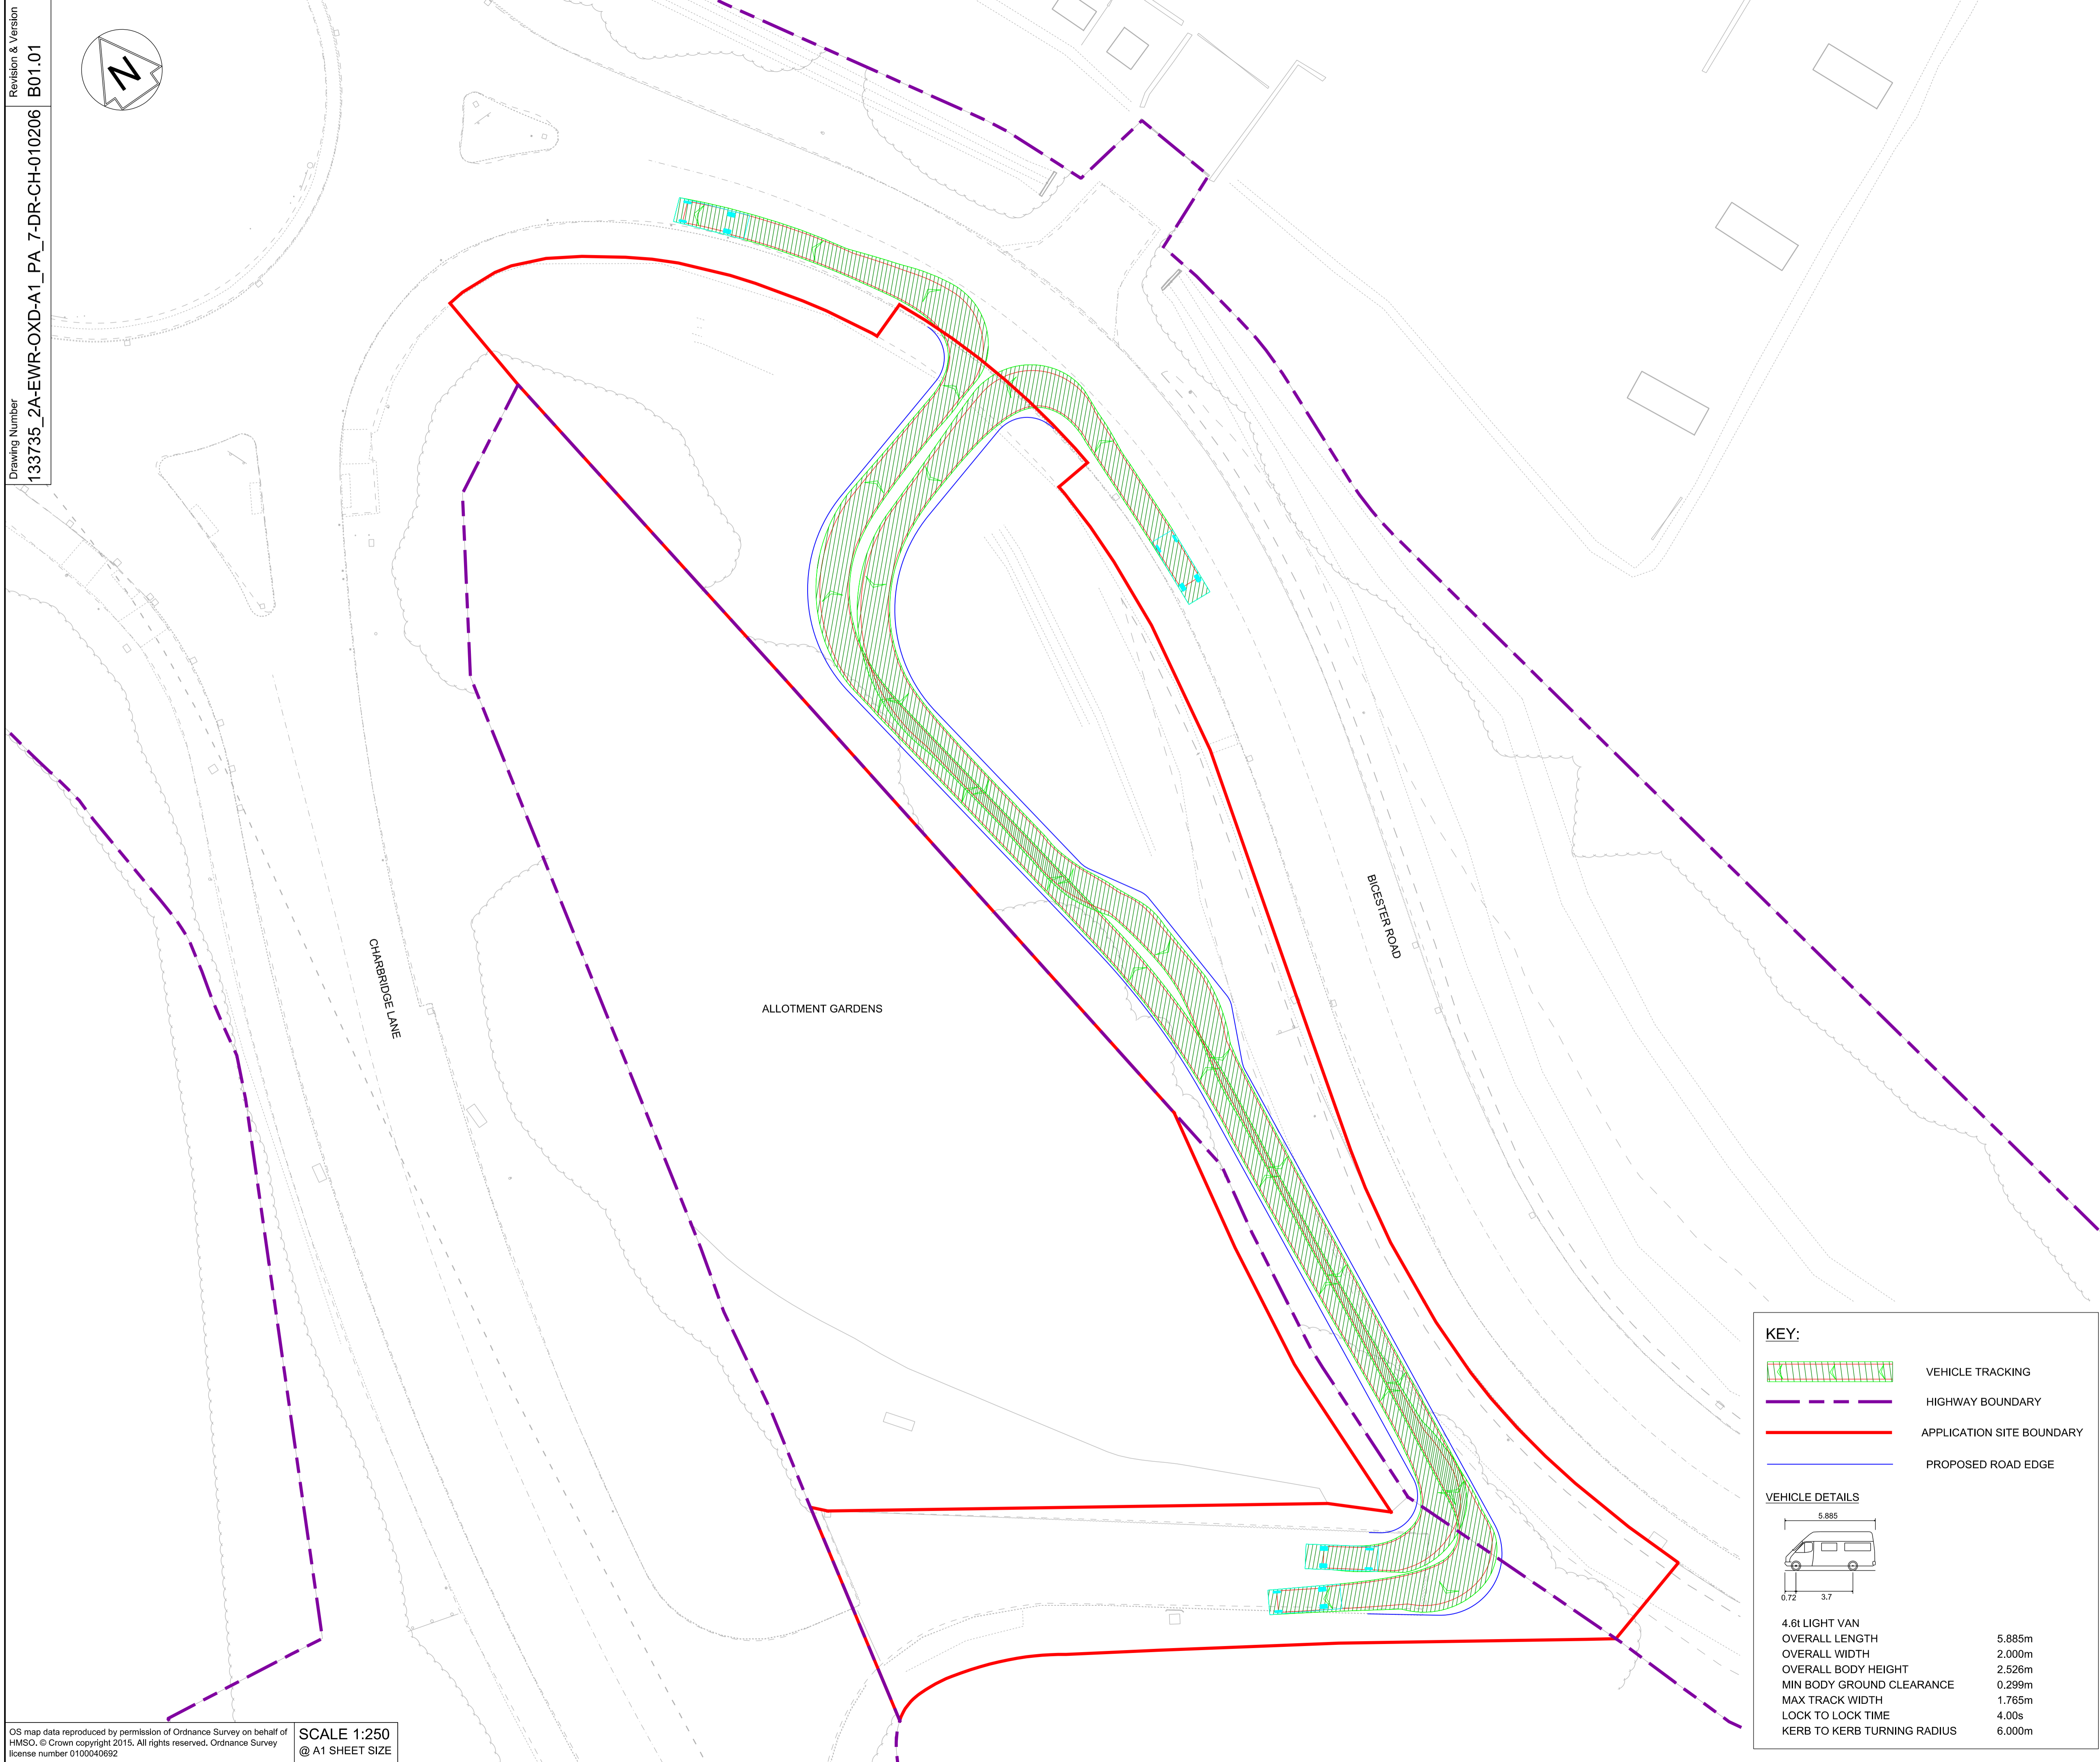 Revision & Version
B01.01
Drawing Number
133735_2A-EWR-OXD-A1_PA_7-DR-CH-010206
N
CHARBRIDGE LANE
ALLOTMENT GARDENS
BICESTER ROAD
KEY:
VEHICLE TRACKING
HIGHWAY BOUNDARY
APPLICATION SITE BOUNDARY
PROPOSED ROAD EDGE
VEHICLE DETAILS
5.885
0.72 3.7
4.6t LIGHT VAN
OVERALL LENGTH 5.885m
OVERALL WIDTH 2.000m
OVERALL BODY HEIGHT 2.526m
MIN BODY GROUND CLEARANCE 0.299m
MAX TRACK WIDTH 1.765m
LOCK TO LOCK TIME 4.00s
KERB TO KERB TURNING RADIUS 6.000m
OS map data reproduced by permission of Ordnance Survey on behalf of
HMSO. © Crown copyright 2015. All rights reserved. Ordnance Survey
license number 0100040692
SCALE 1:250
@ A1 SHEET SIZE